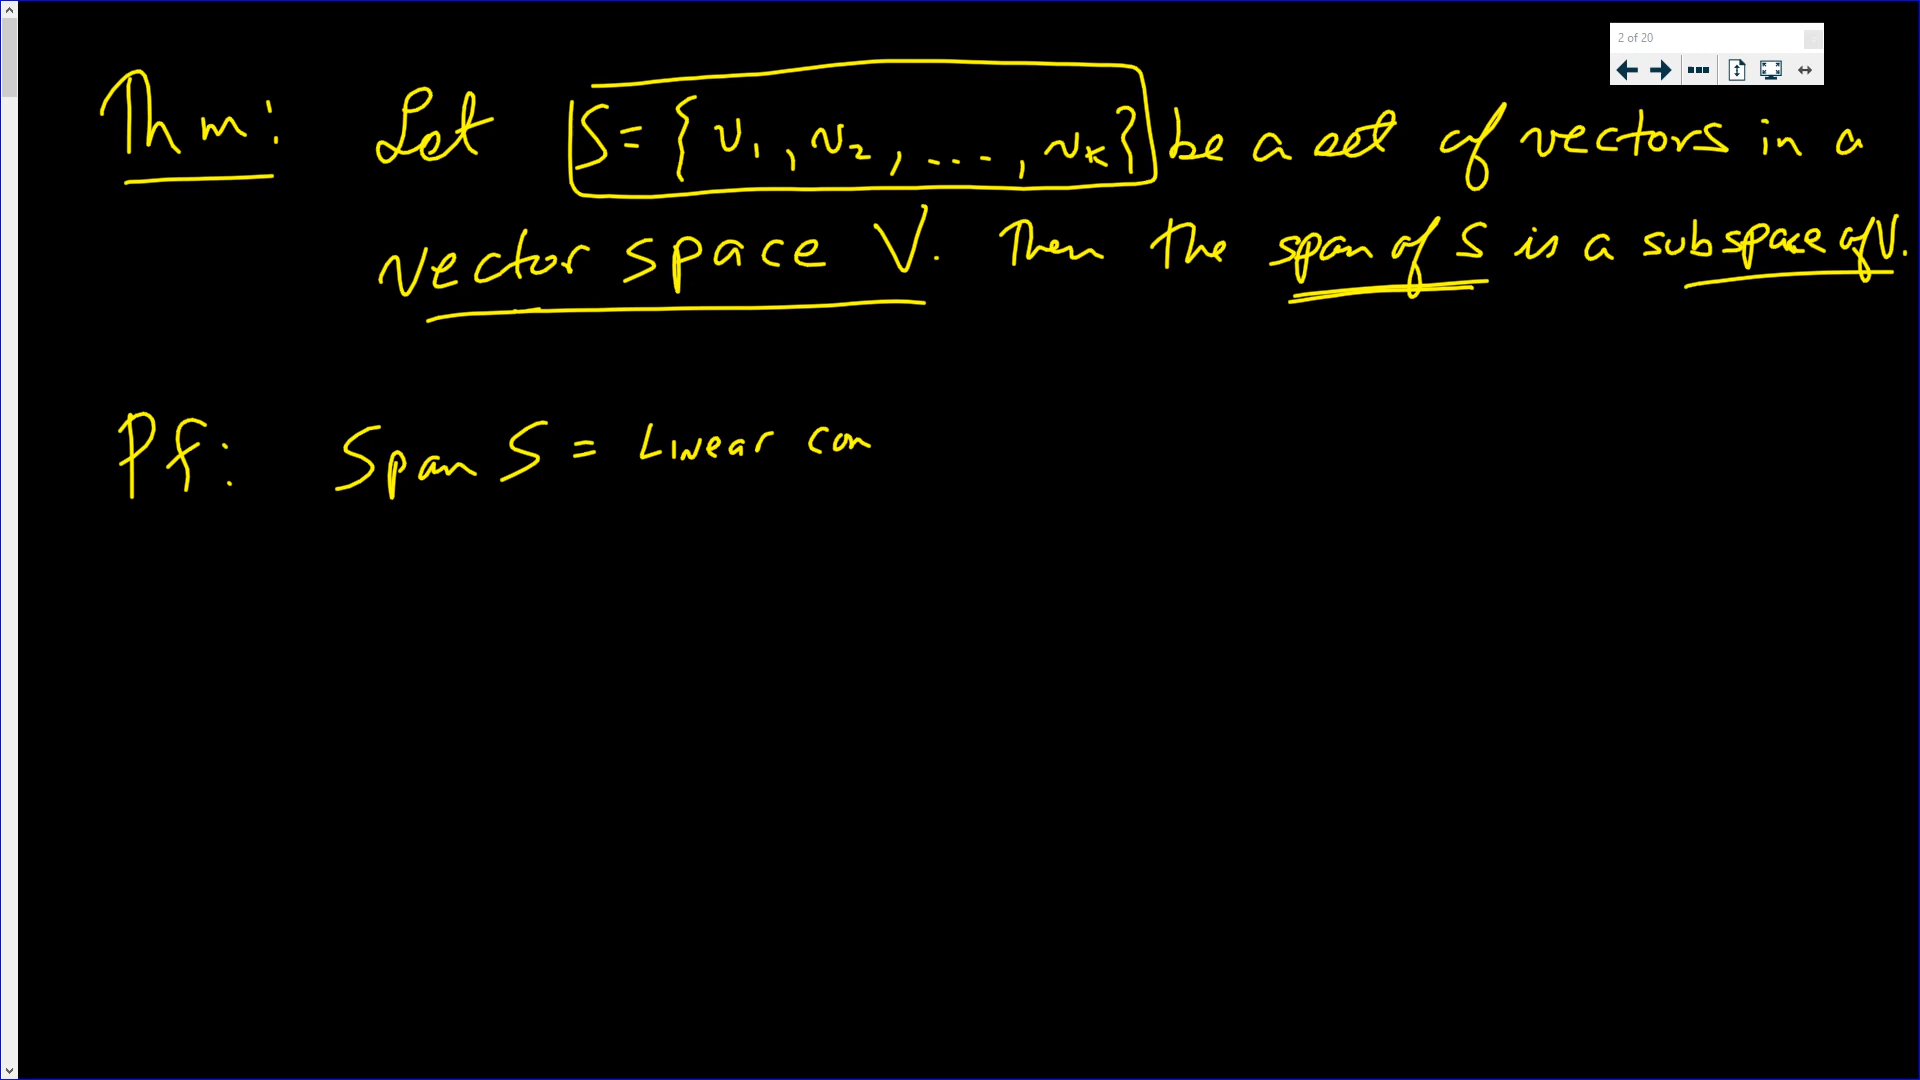 2 of 20
Thm: Let S = { v₁, v₂, ..., vₖ } be a set of vectors in a
vector space V. Then the span of S is a subspace of V.
Pf: Span S = Linear com